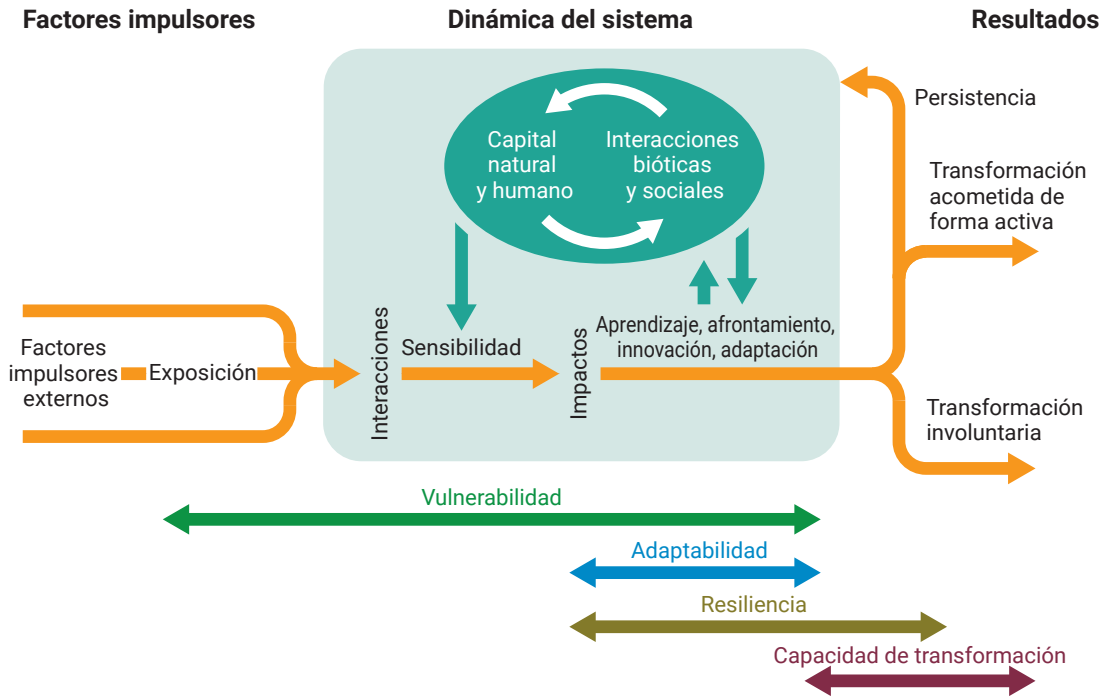 Factores impulsores
Dinámica del sistema
Resultados
Capital
natural
y humano
Interacciones
bióticas
y sociales
Persistencia
Transformación
acometida de
forma activa
Factores
impulsores
externos
Exposición
Interacciones
Sensibilidad
Impactos
Aprendizaje, afrontamiento,
innovación, adaptación
Transformación
involuntaria
Vulnerabilidad
Adaptabilidad
Resiliencia
Capacidad de transformación